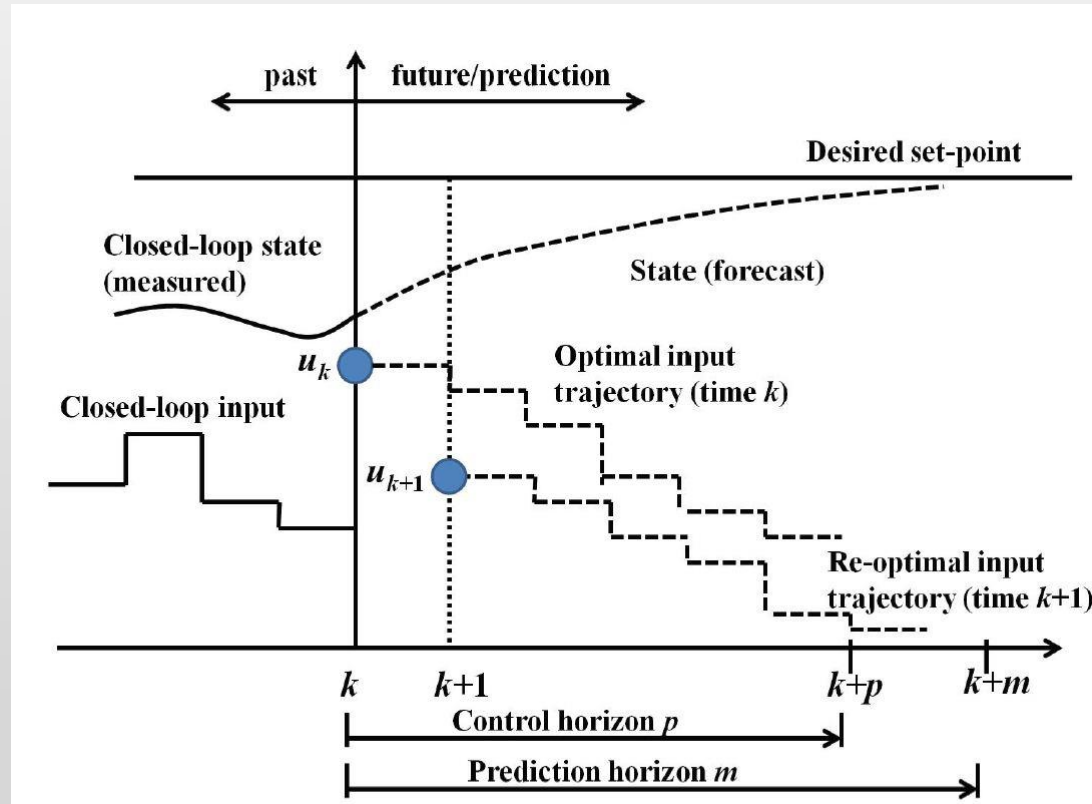 past
future/prediction
Desired set-point
Closed-loop state
(measured)
State (forecast)
u_k
Optimal input
trajectory (time k)
Closed-loop input
u_{k+1}
Re-optimal input
trajectory (time k+1)
k
k+1
k+p
k+m
Control horizon p
Prediction horizon m